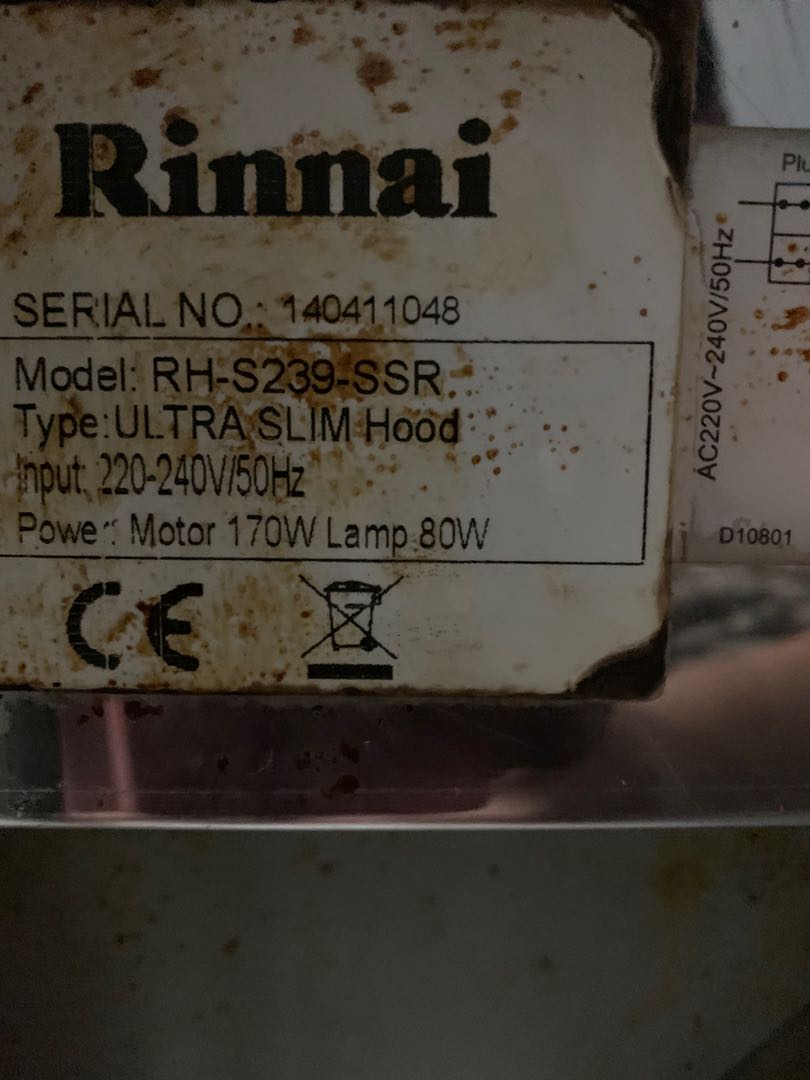 Rinnai
SERIAL NO.: 140411048
Model: RH-S239-SSR
Type:ULTRA SLIM Hood
Input: 220-240V/50Hz
Power: Motor 170W Lamp 80W
CE
AC220V~240V/50Hz
D10801